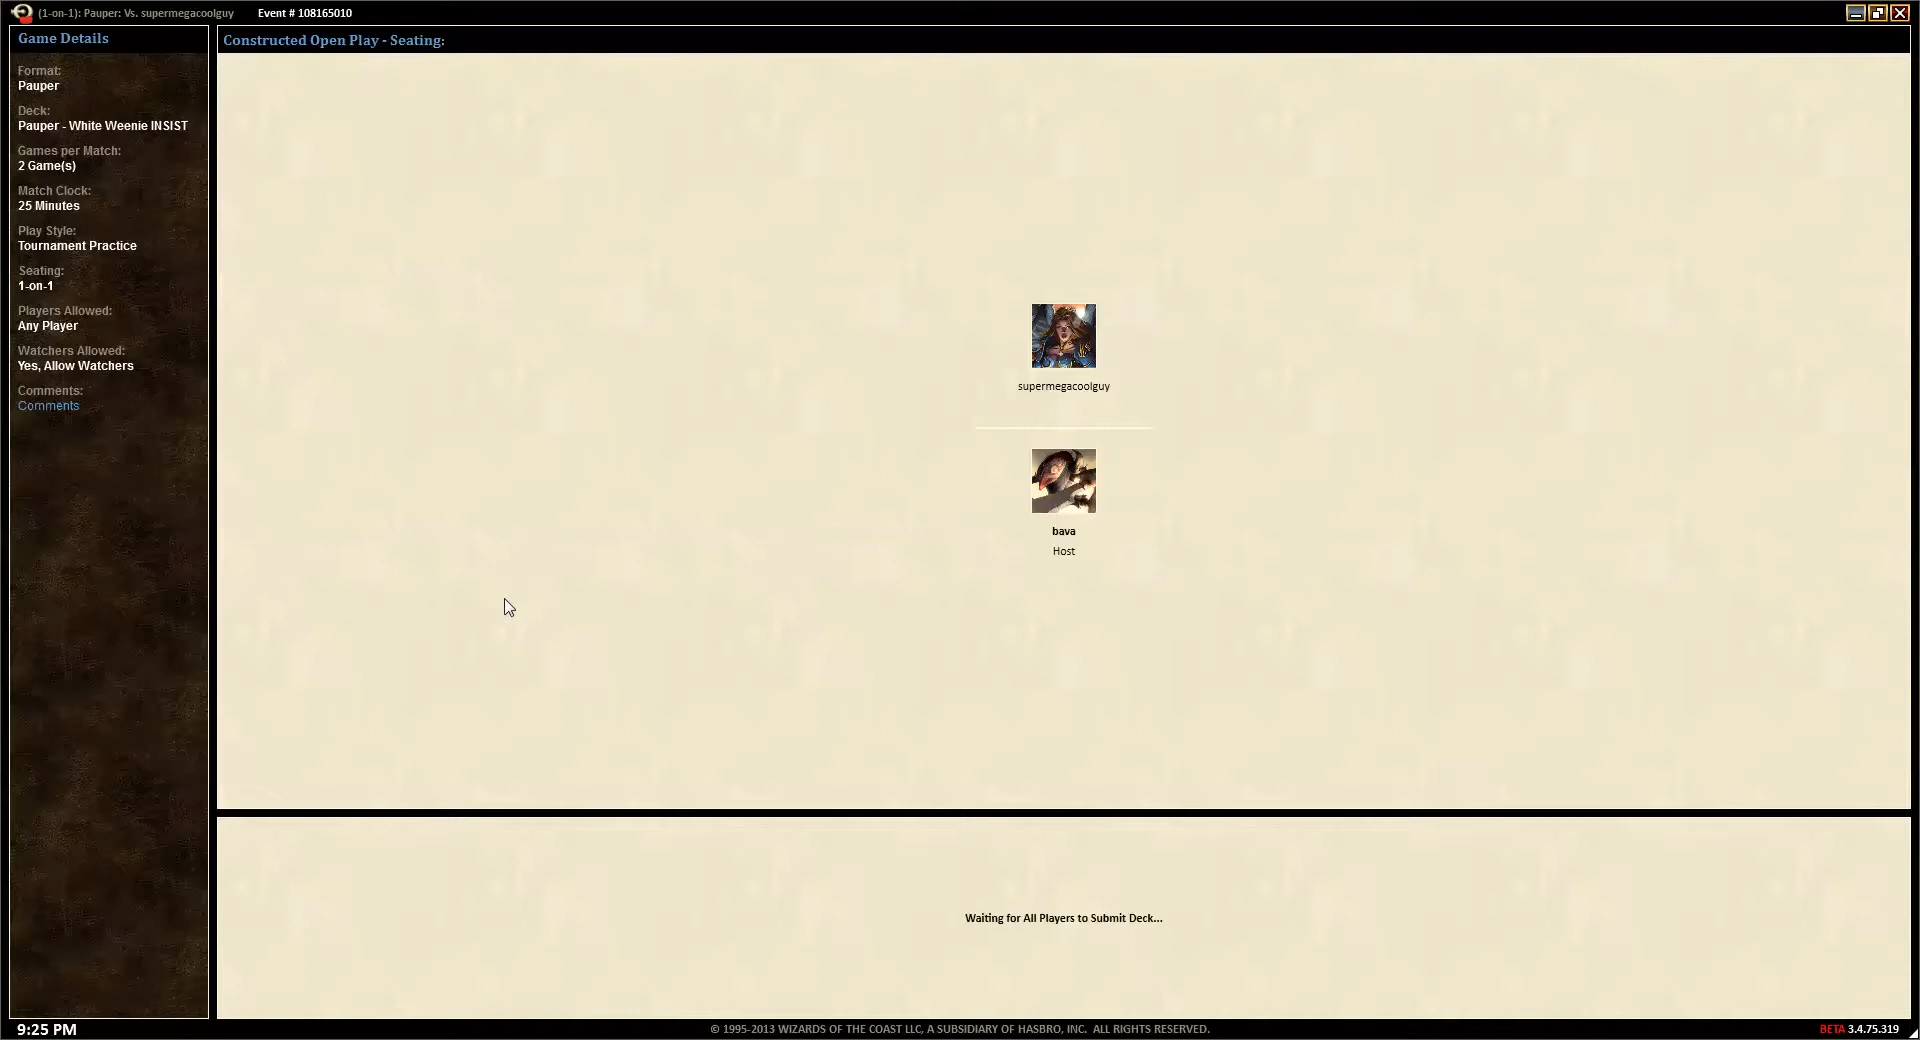 (1-on-1): Pauper: Vs. supermegacoolguy Event # 108165010
Game Details
Format:
Pauper
Deck:
Pauper - White Weenie INSIST
Games per Match:
2 Game(s)
Match Clock:
25 Minutes
Play Style:
Tournament Practice
Seating:
1-on-1
Players Allowed:
Any Player
Watchers Allowed:
Yes, Allow Watchers
Comments:
Comments
Constructed Open Play - Seating:
supermegacoolguy
bava
Host
Waiting for All Players to Submit Deck...
9:25 PM
© 1995-2013 WIZARDS OF THE COAST LLC, A SUBSIDIARY OF HASBRO, INC. ALL RIGHTS RESERVED.
BETA 3.4.75.319